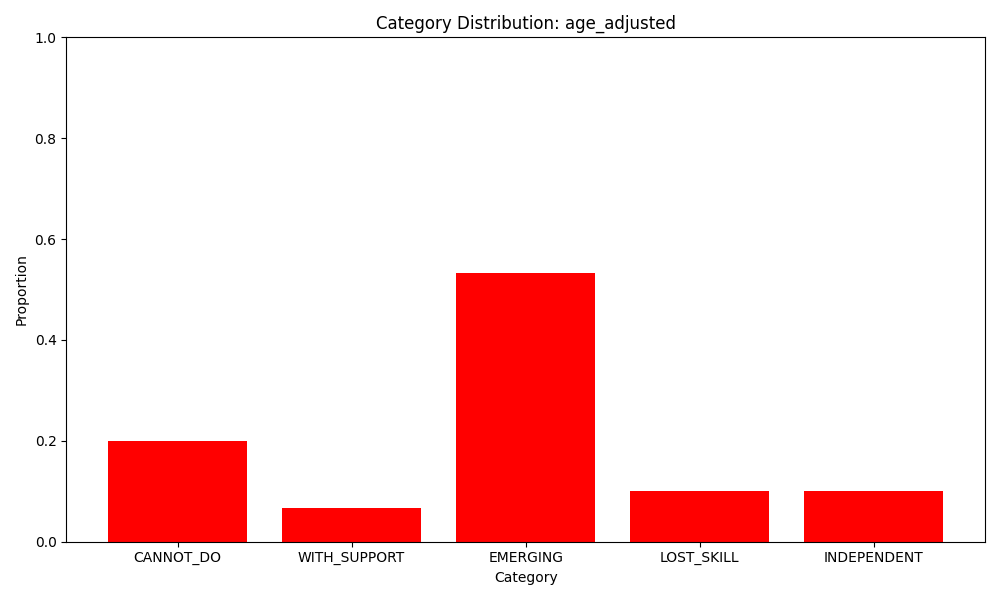 Category Distribution: age_adjusted
1.0
0.8
0.6
0.4
0.2
0.0
Proportion
CANNOT_DO WITH_SUPPORT EMERGING LOST_SKILL INDEPENDENT
Category